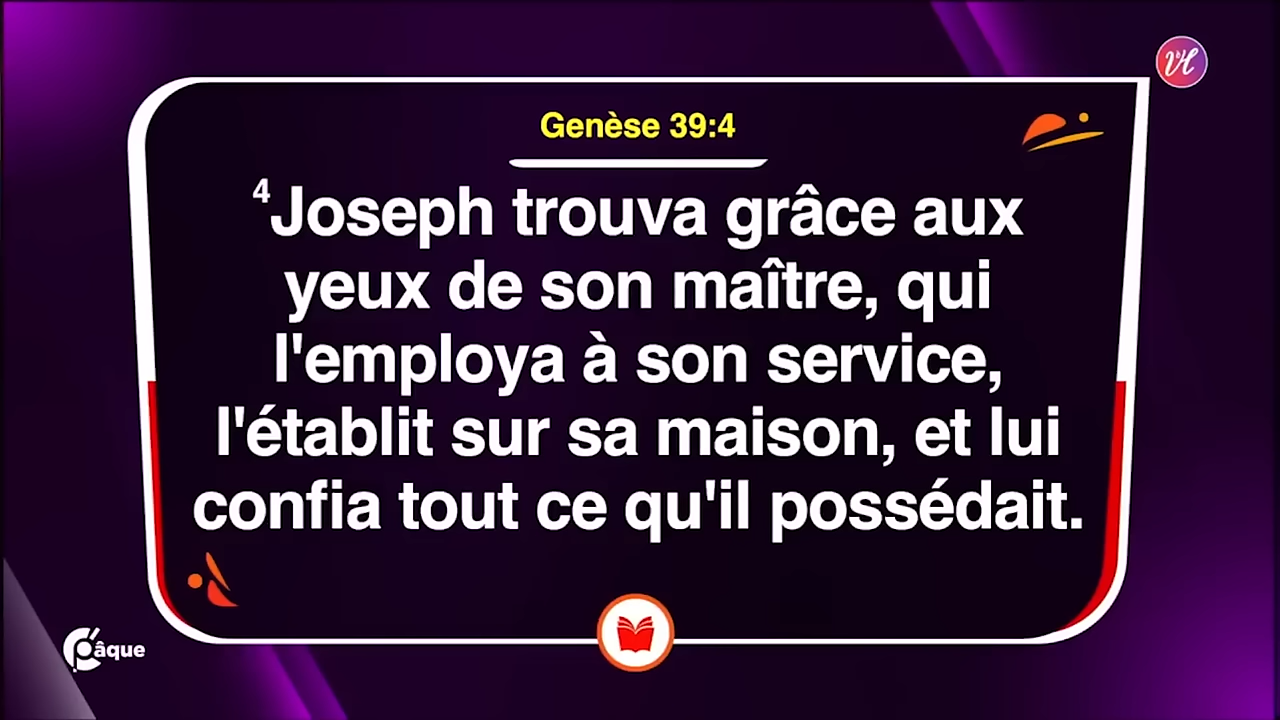 Genèse 39:4
4Joseph trouva grâce aux
yeux de son maître, qui
l'employa à son service,
l'établit sur sa maison, et lui
confia tout ce qu'il possédait.
Pâque